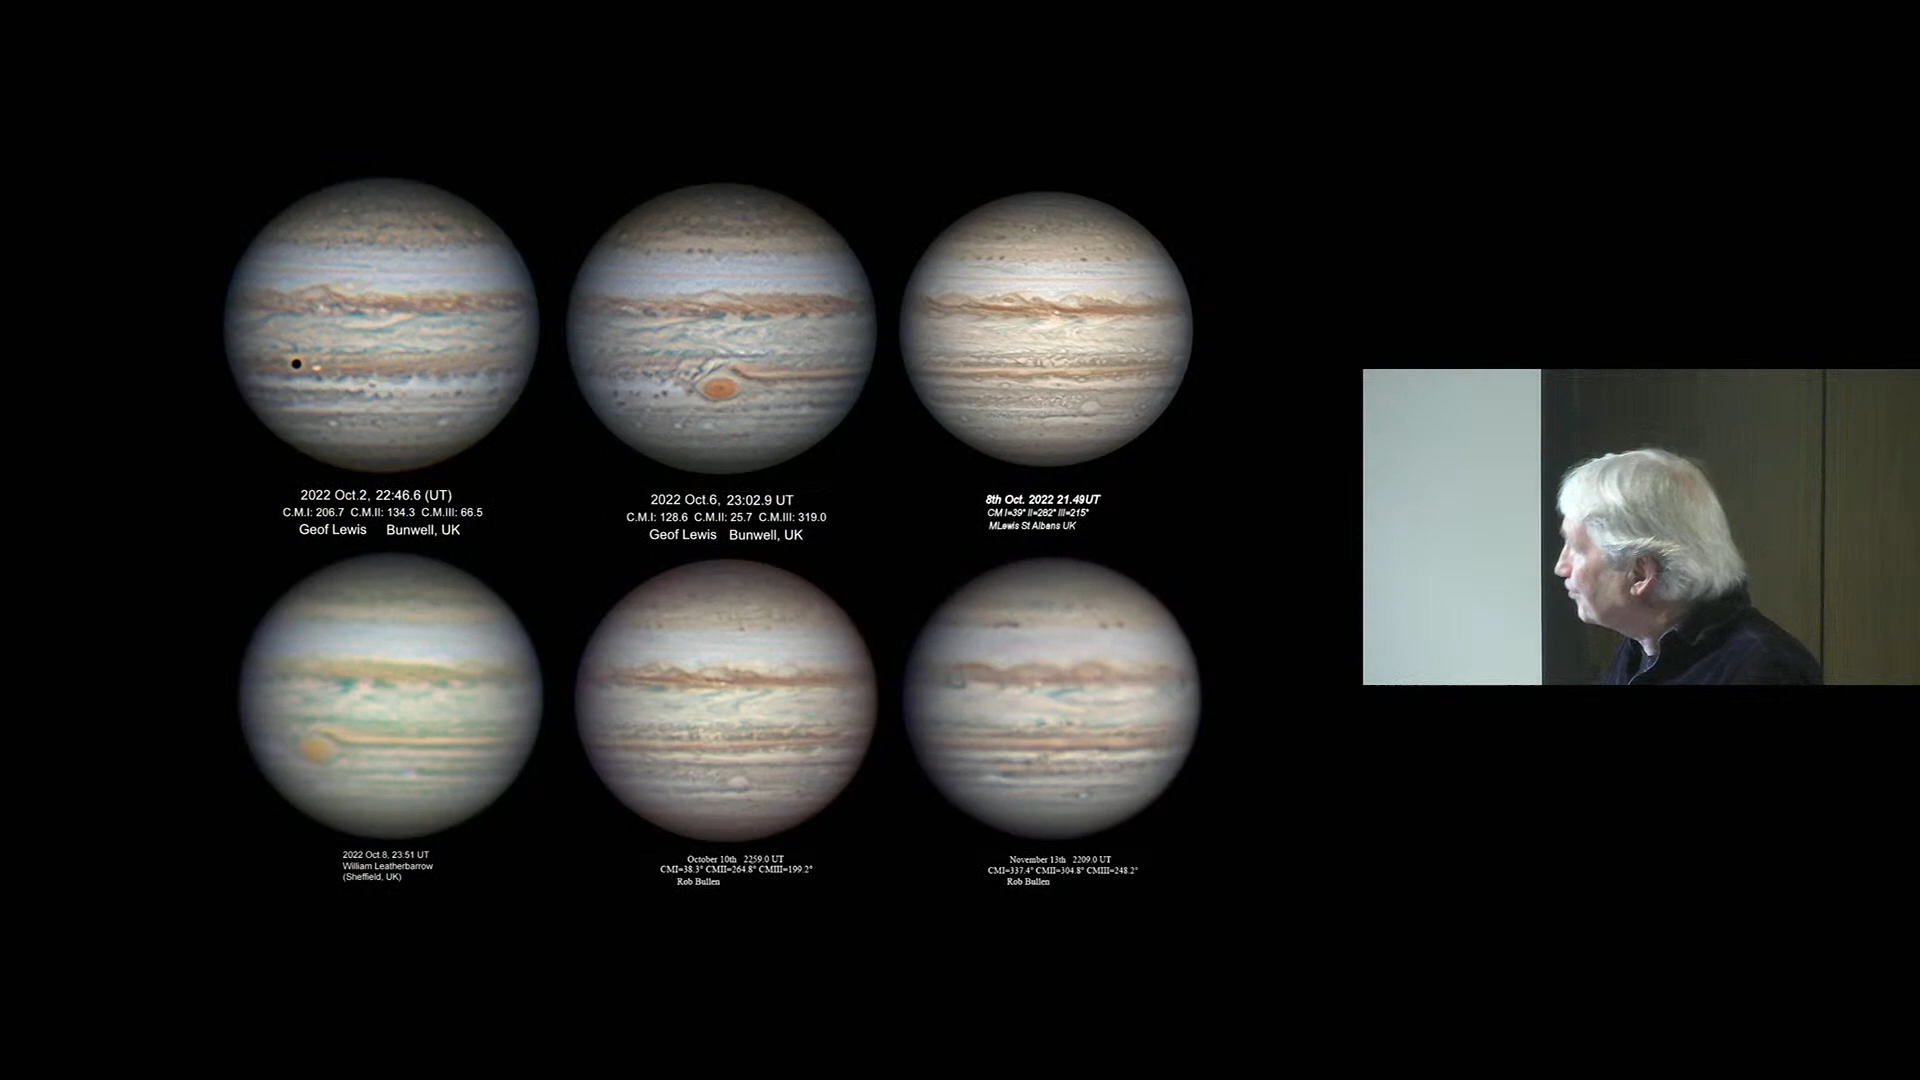 2022 Oct.2, 22:46.6 (UT)
C.M.I: 206.7 C.M.II: 134.3 C.M.III: 66.5
Geof Lewis Bunwell, UK
2022 Oct.6, 23:02.9 UT
C.M.I: 128.6 C.M.II: 25.7 C.M.III: 319.0
Geof Lewis Bunwell, UK
8th Oct. 2022 21.49UT
CM I=39° II=282° III=215°
MLewis St Albans UK
2022 Oct.8, 23:51 UT
William Leatherbarrow
(Sheffield, UK)
October 10th 2259.0 UT
CMI=38.3° CMII=264.8° CMIII=199.2°
Rob Bullen
November 13th 2209.0 UT
CMI=337.4° CMII=304.8° CMIII=248.2°
Rob Bullen